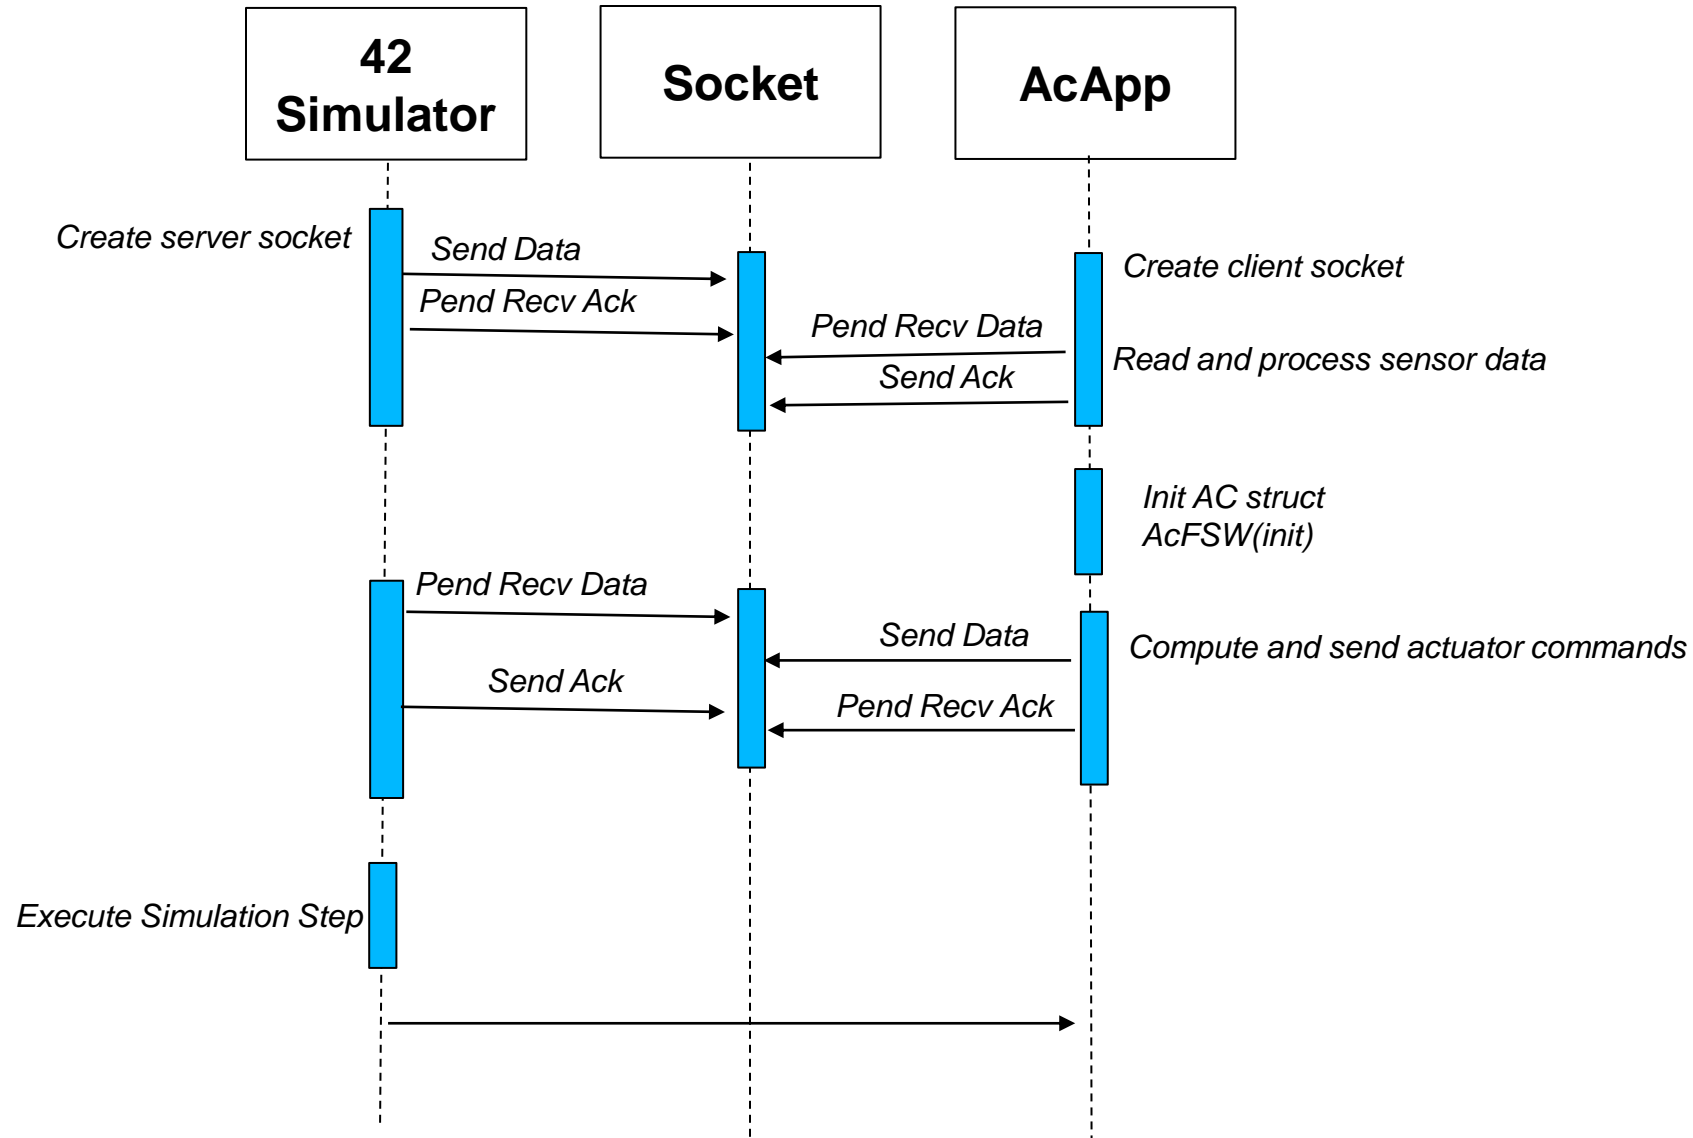 42
Simulator
Socket
AcApp
Create server socket
Send Data
Create client socket
Pend Recv Ack
Pend Recv Data
Read and process sensor data
Send Ack
Init AC struct
AcFSW(init)
Pend Recv Data
Send Data
Compute and send actuator commands
Send Ack
Pend Recv Ack
Execute Simulation Step